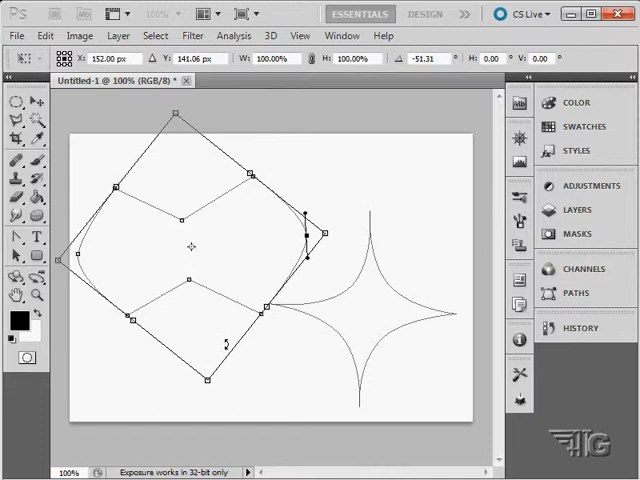 Ps Br Mb 100% ESSENTIALS DESIGN CS Live
File Edit Image Layer Select Filter Analysis 3D View Window Help
X: 152.00 px Y: 141.06 px W: 100.00% H: 100.00% -51.31 ° H: 0.00 ° V: 0.00 °
Untitled-1 @ 100% (RGB/8) *
COLOR
SWATCHES
STYLES
ADJUSTMENTS
LAYERS
MASKS
CHANNELS
PATHS
HISTORY
100% Exposure works in 32-bit only